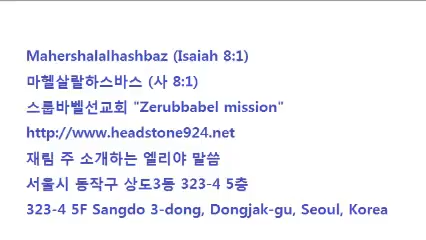 Mahershalalhashbaz (Isaiah 8:1)
마헬살랄하스바스 (사 8:1)
스룹바벨선교회 "Zerubbabel mission"
http://www.headstone924.net
재림 주 소개하는 엘리야 말씀
서울시 동작구 상도3동 323-4 5층
323-4 5F Sangdo 3-dong, Dongjak-gu, Seoul, Korea